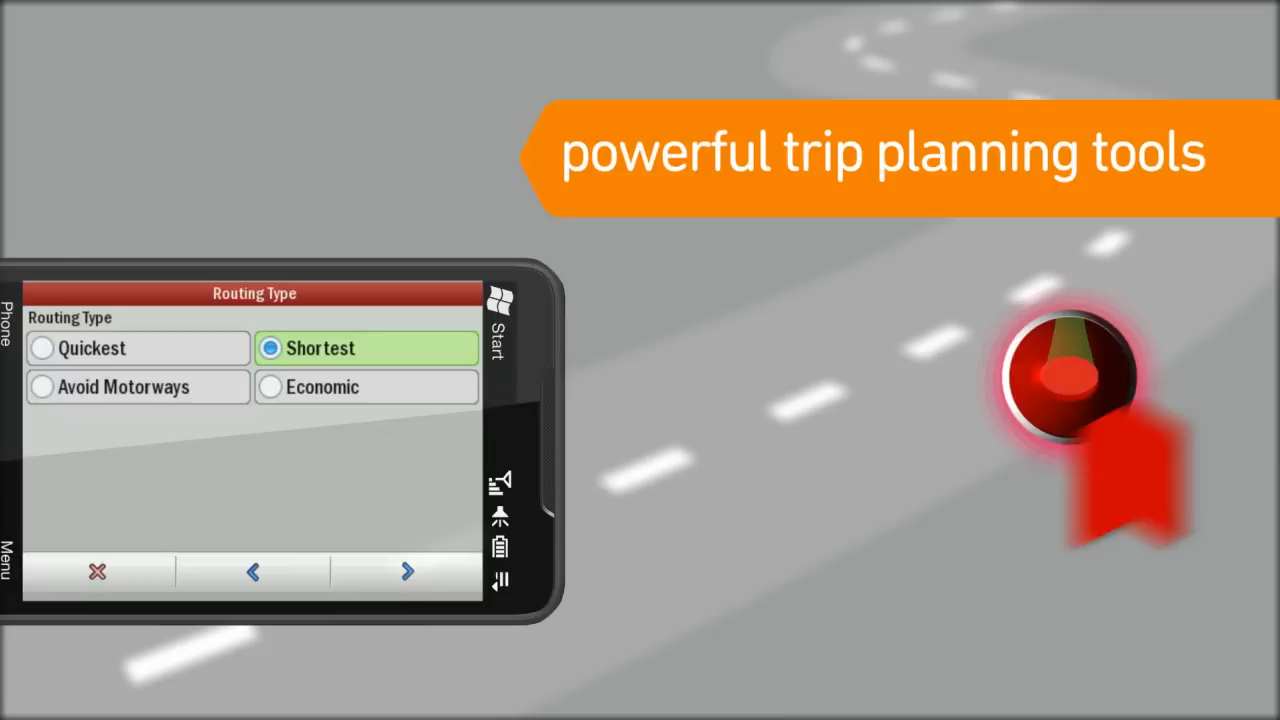 powerful trip planning tools
Routing Type
Routing Type
Quickest
Shortest
Avoid Motorways
Economic
Phone
Menu
Start